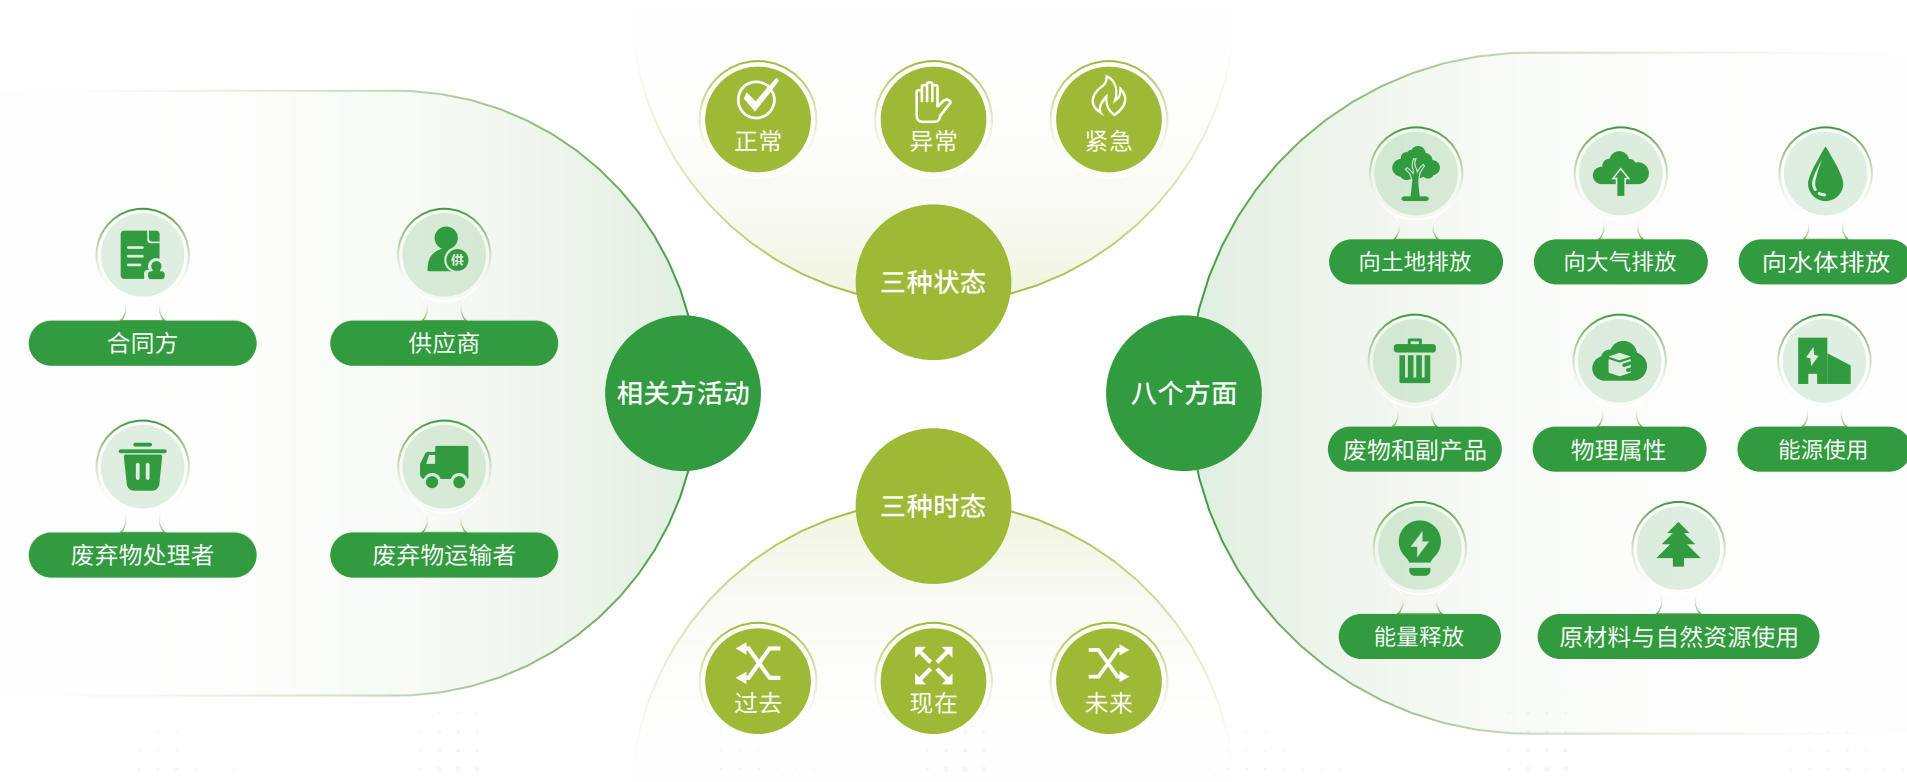 正常
异常
紧急
三种状态
合同方
供
供应商
废弃物处理者
废弃物运输者
相关方活动
八个方面
向土地排放
向大气排放
向水体排放
废物和副产品
物理属性
能源使用
能量释放
原材料与自然资源使用
三种时态
过去
现在
未来